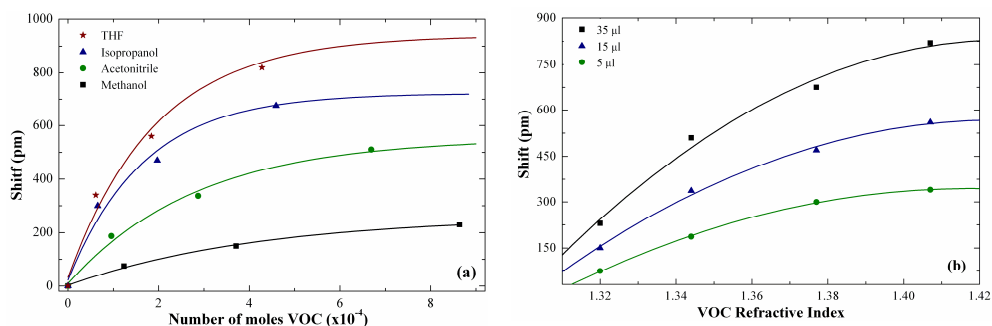 1000
800
600
400
200
0
Shitf (pm)
THF
Isopropanol
Acetonitrile
Methanol
(a)
0 2 4 6 8
Number of moles VOC (x10⁻⁴)
900
750
600
450
300
150
Shift (pm)
35 µl
15 µl
5 µl
(b)
1.32 1.34 1.36 1.38 1.40 1.42
VOC Refractive Index